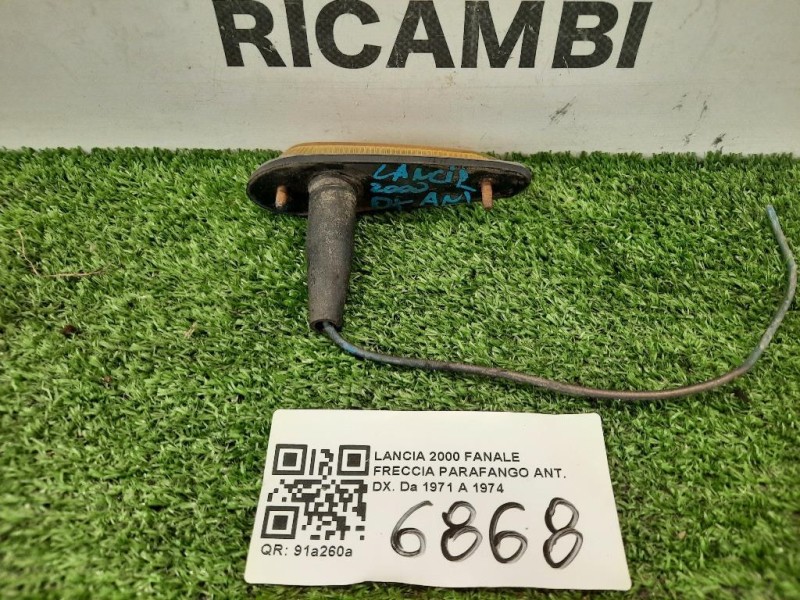 RICAMBI
LANCIA
2000
DX ANT
LANCIA 2000 FANALE
FRECCIA PARAFANGO ANT.
DX. Da 1971 A 1974
6868
QR: 91a260a